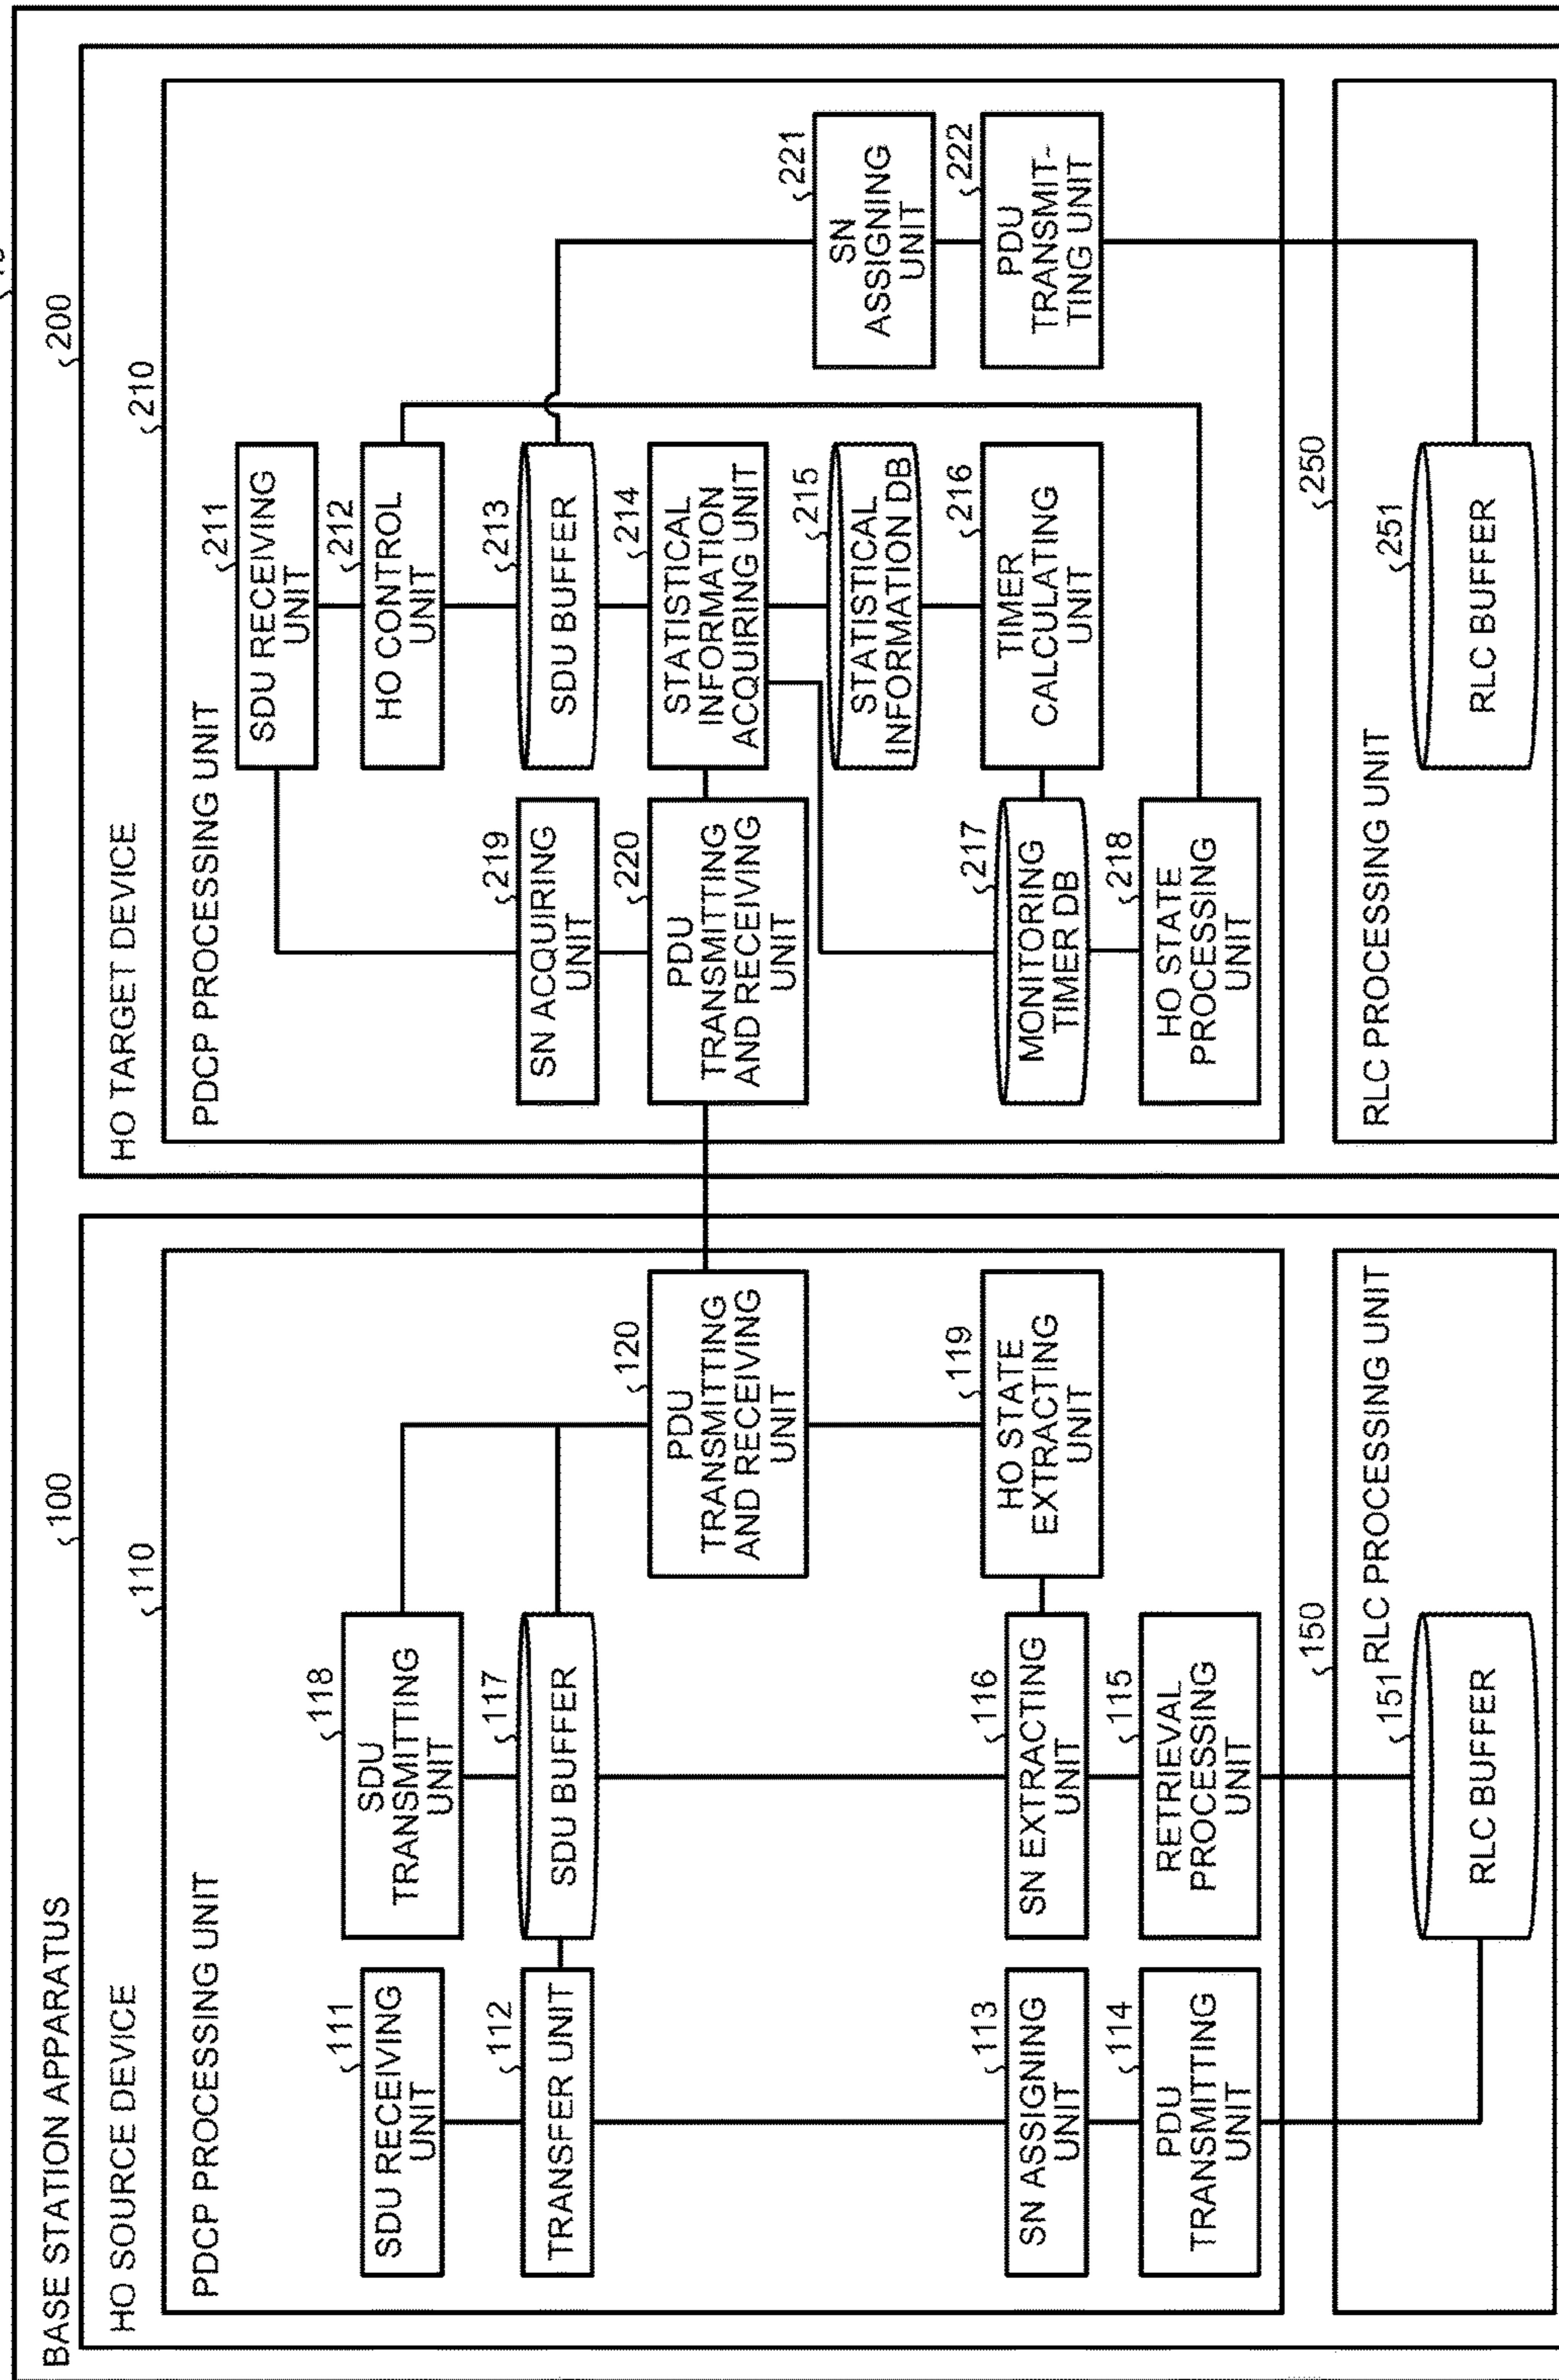 BASE STATION APPARATUS
HO SOURCE DEVICE
100
PDCP PROCESSING UNIT
110
SDU RECEIVING
UNIT
111
TRANSFER UNIT
112
SN ASSIGNING
UNIT
113
PDU
TRANSMITTING
UNIT
114
SDU
TRANSMITTING
UNIT
118
SDU BUFFER
117
SN EXTRACTING
UNIT
116
RETRIEVAL
PROCESSING
UNIT
115
PDU
TRANSMITTING
AND RECEIVING
UNIT
120
HO STATE
EXTRACTING
UNIT
119
150
RLC PROCESSING UNIT
151
RLC BUFFER
HO TARGET DEVICE
200
PDCP PROCESSING UNIT
210
SDU RECEIVING
UNIT
211
HO CONTROL
UNIT
212
SDU BUFFER
213
STATISTICAL
INFORMATION
ACQUIRING UNIT
214
STATISTICAL
INFORMATION DB
215
TIMER
CALCULATING
UNIT
216
SN ACQUIRING
UNIT
219
PDU
TRANSMITTING
AND RECEIVING
UNIT
220
MONITORING
TIMER DB
217
HO STATE
PROCESSING
UNIT
218
SN
ASSIGNING
UNIT
221
PDU
TRANSMIT-
TING UNIT
222
250
RLC PROCESSING UNIT
251
RLC BUFFER